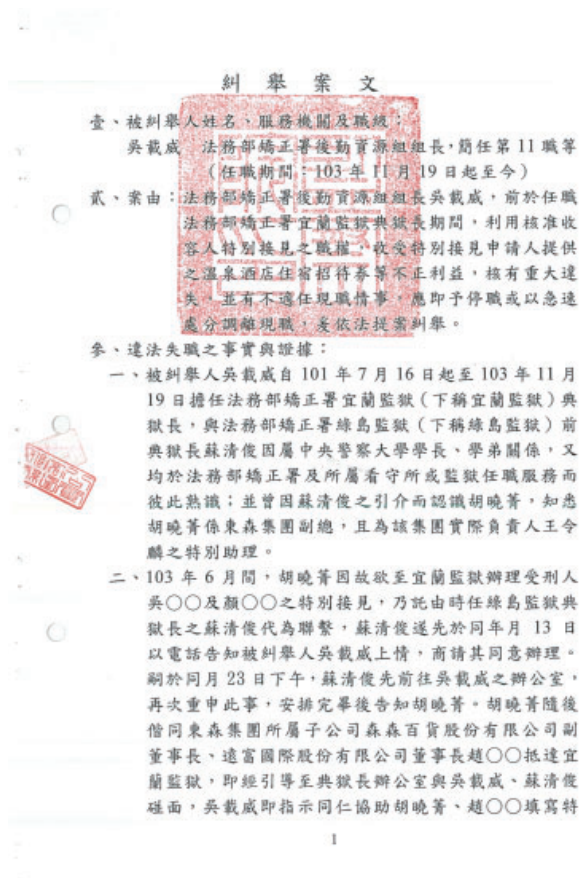 糾舉案文
壹、被糾舉人姓名、服務機關及職級：
吳載威　法務部矯正署後勤資源組組長，簡任第11職等
（任職期間：103年11月19日起至今）
貳、案由：法務部矯正署後勤資源組組長吳載威，前於任職
法務部矯正署宜蘭監獄典獄長期間，利用核准收
容人特別接見之職權，收受特別接見申請人提供
之溫泉酒店住宿招待券等不正利益，核有重大違
失，並有不適任現職情事，應即予停職或以急速
處分調離現職，爰依法提案糾舉。
參、違法失職之事實與證據：
一、被糾舉人吳載威自101年7月16日起至103年11月
19日擔任法務部矯正署宜蘭監獄（下稱宜蘭監獄）典
獄長，與法務部矯正署綠島監獄（下稱綠島監獄）前
典獄長蘇清俊因屬中央警察大學學長、學弟關係，又
均於法務部矯正署及所屬看守所或監獄任職服務而
彼此熟識；並曾因蘇清俊之引介而認識胡曉菁，知悉
胡曉菁係東森集團副總，且為該集團實際負責人王令
麟之特別助理。
二、103年6月間，胡曉菁因故欲至宜蘭監獄辦理受刑人
吳○○及顏○○之特別接見，乃託由時任綠島監獄典
獄長之蘇清俊代為聯繫，蘇清俊遂先於同年月13日
以電話告知被糾舉人吳載威上情，商請其同意辦理。
嗣於同月23日下午，蘇清俊先前往吳載威之辦公室，
再次重申此事，安排完畢後告知胡曉菁。胡曉菁隨後
偕同東森集團所屬子公司森森百貨股份有限公司副
董事長、遠富國際股份有限公司董事長趙○○抵達宜
蘭監獄，即經引導至典獄長辦公室與吳載威、蘇清俊
碰面，吳載威即指示同仁協助胡曉菁、趙○○填寫特
1